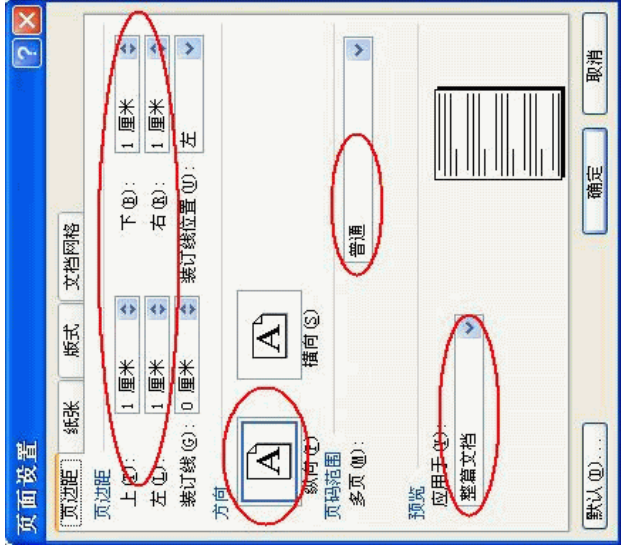 页面设置
页边距 纸张 版式 文档网格
页边距
上(T): 1 厘米 下(B): 1 厘米
左(L): 1 厘米 右(R): 1 厘米
装订线(G): 0 厘米 装订线位置(U): 左
方向
A A
纵向(P) 横向(S)
页码范围
多页(M): 普通
预览
应用于(Y):
整篇文档
默认(D)... 确定 取消